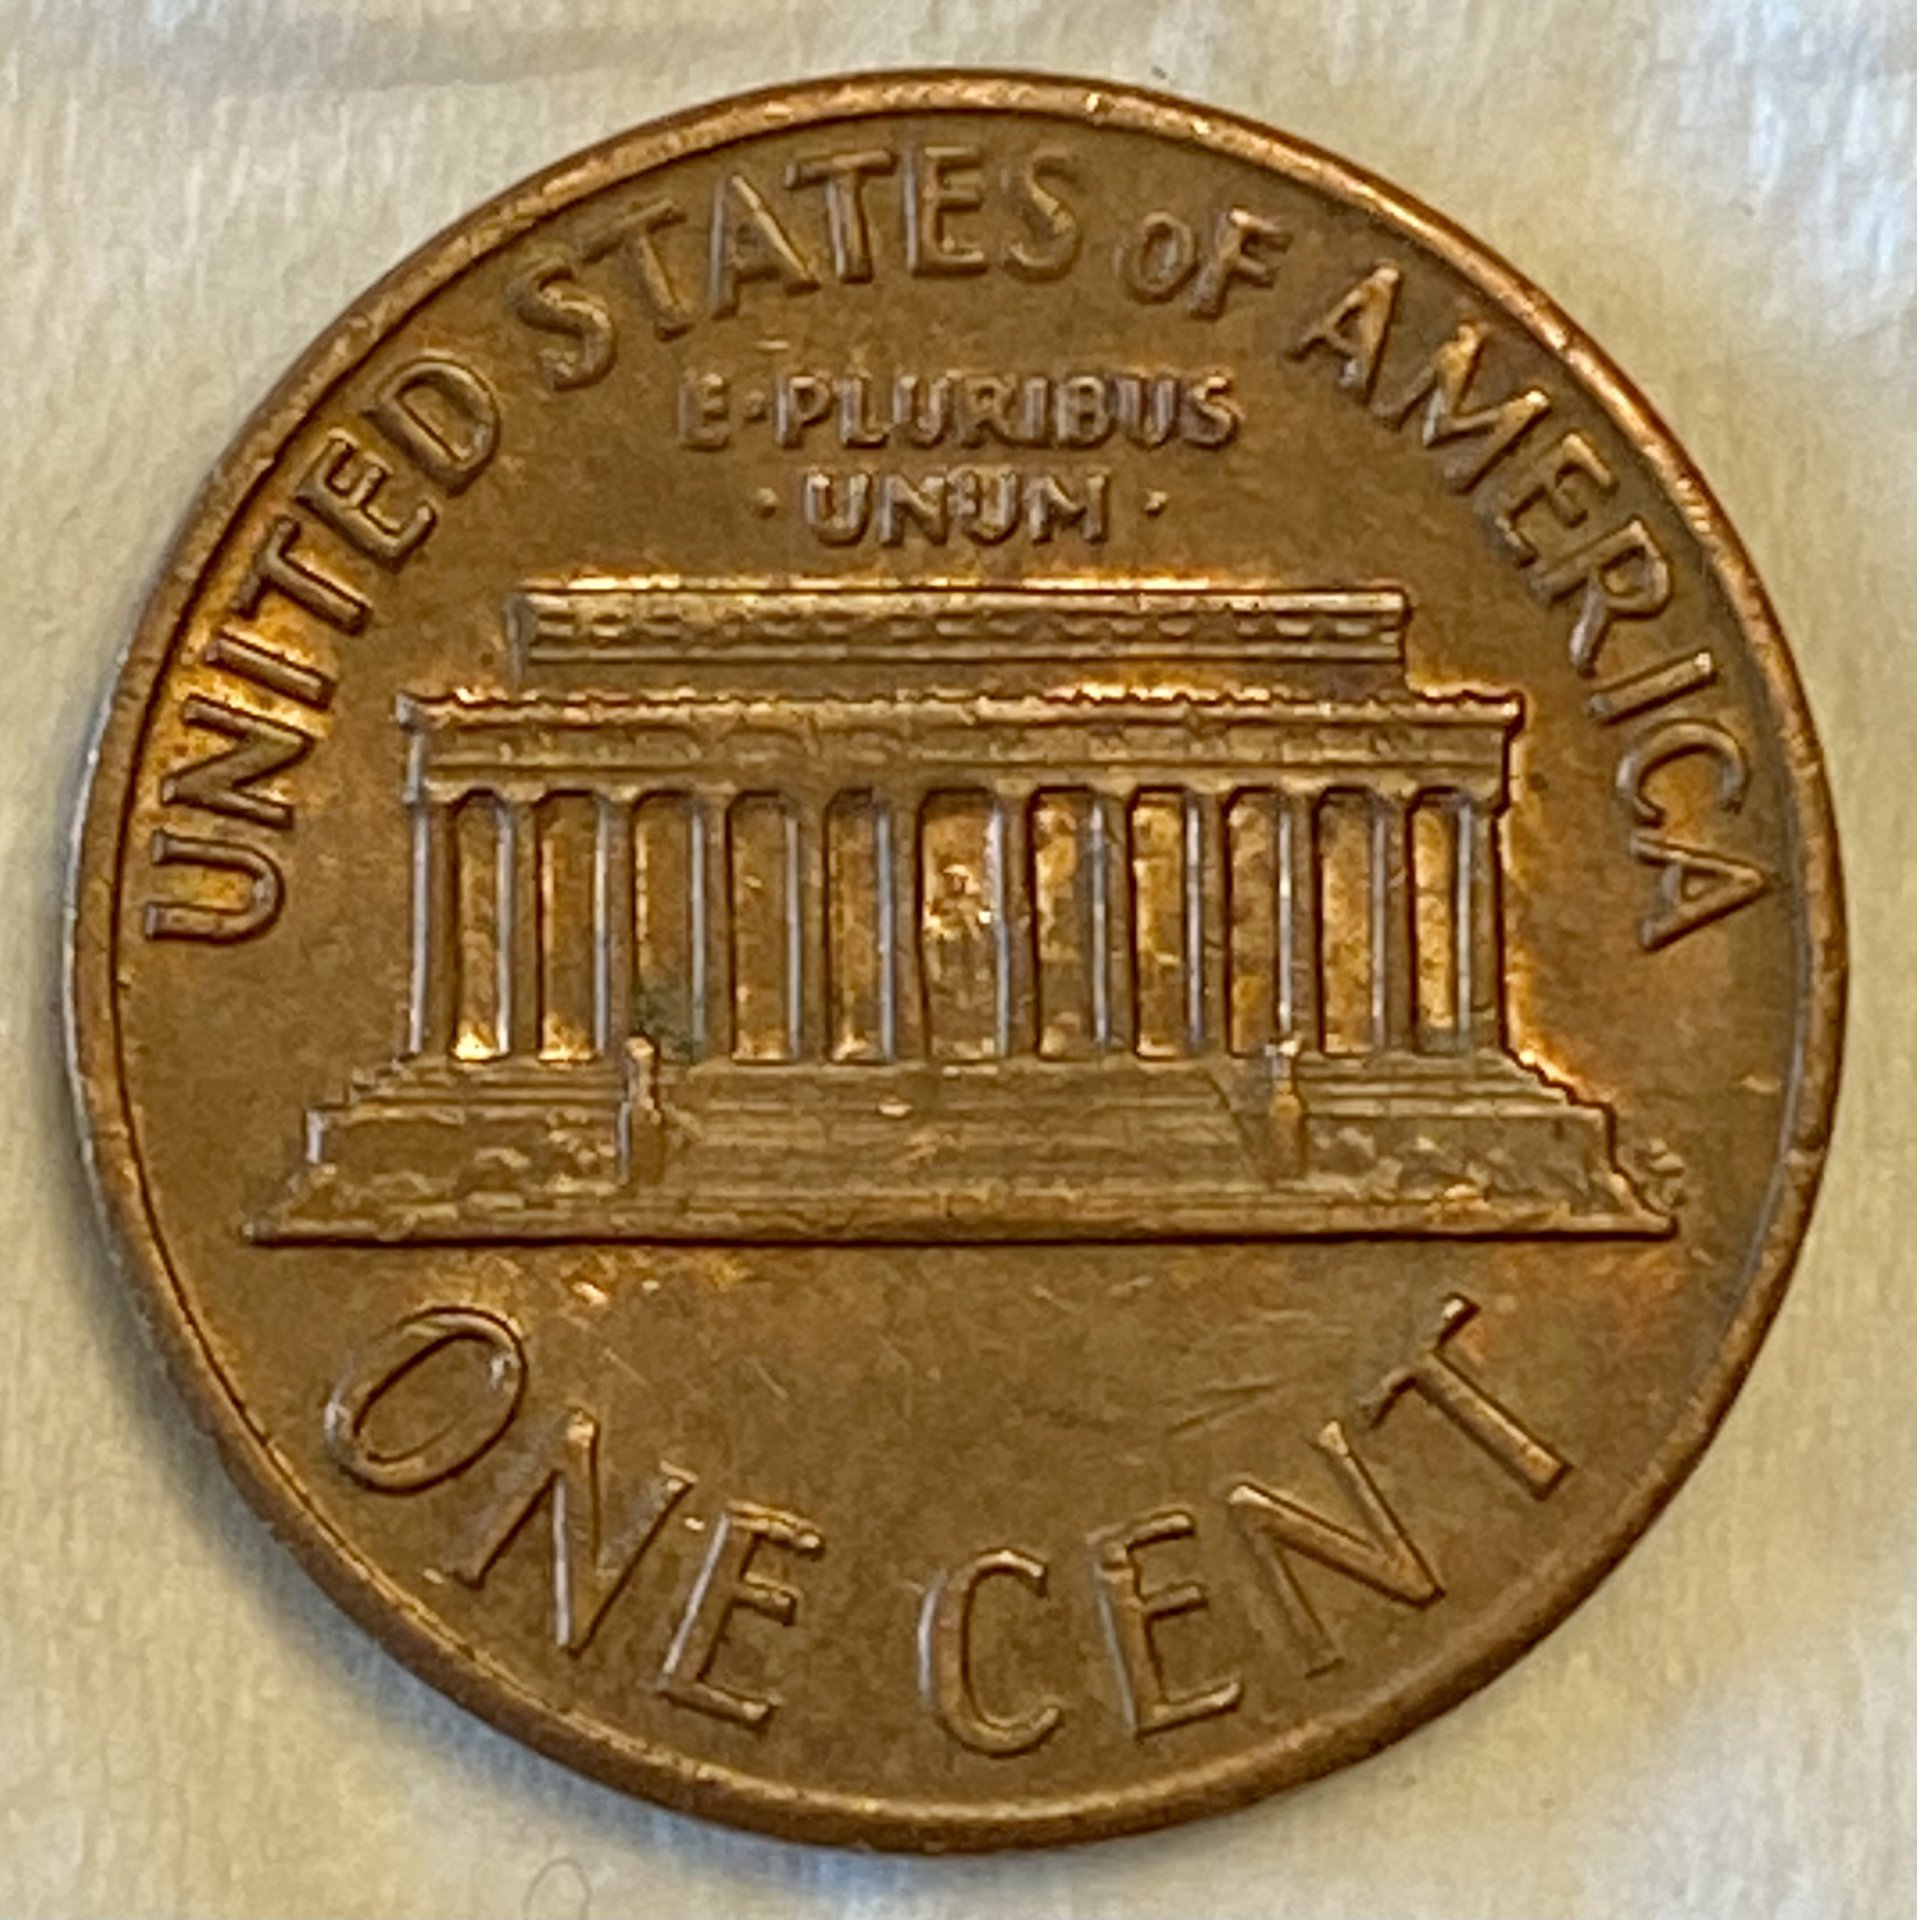 UNITED STATES OF AMERICA
E·PLURIBUS
·UNUM·
ONE CENT